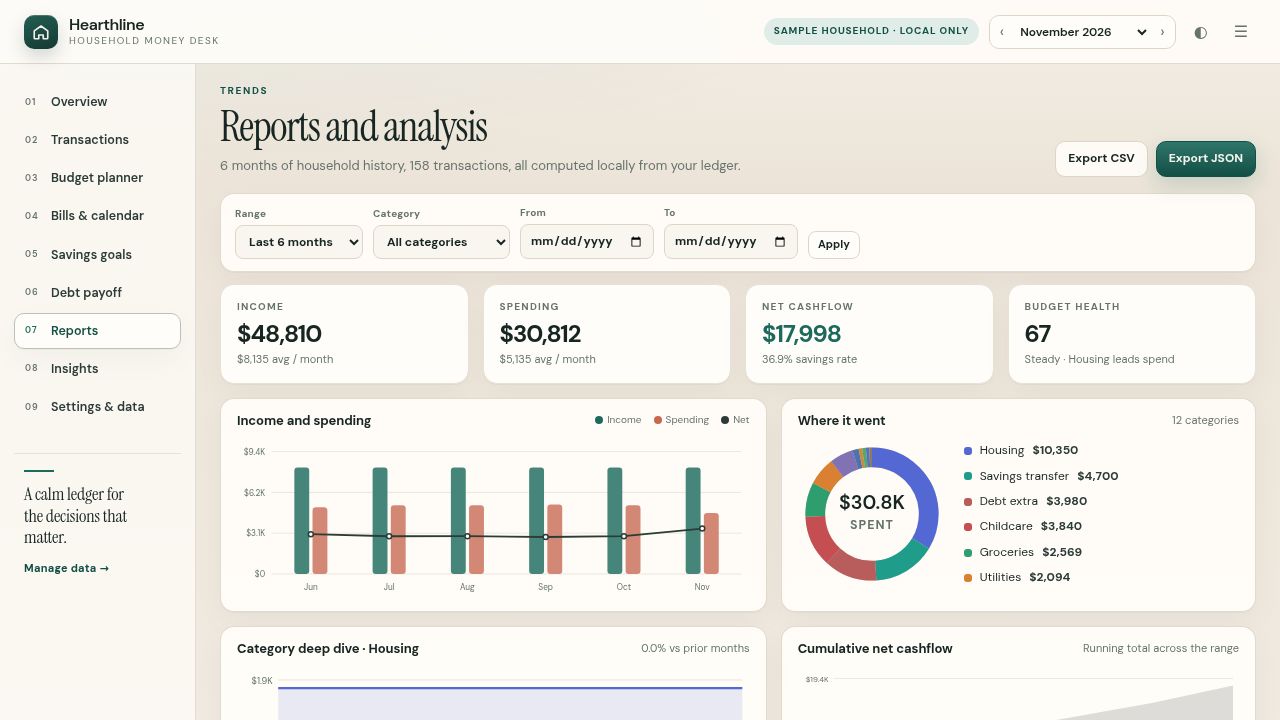 Hearthline
HOUSEHOLD MONEY DESK
SAMPLE HOUSEHOLD · LOCAL ONLY
‹ November 2026 ›
01 Overview
02 Transactions
03 Budget planner
04 Bills & calendar
05 Savings goals
06 Debt payoff
07 Reports
08 Insights
09 Settings & data
A calm ledger for
the decisions that
matter.
Manage data →
TRENDS
Reports and analysis
6 months of household history, 158 transactions, all computed locally from your ledger.
Export CSV
Export JSON
Range
Last 6 months
Category
All categories
From
mm/dd/yyyy
To
mm/dd/yyyy
Apply
INCOME
$48,810
$8,135 avg / month
SPENDING
$30,812
$5,135 avg / month
NET CASHFLOW
$17,998
36.9% savings rate
BUDGET HEALTH
67
Steady · Housing leads spend
Income and spending
Income Spending Net
$9.4K
$6.2K
$3.1K
$0
Jun Jul Aug Sep Oct Nov
Where it went
12 categories
$30.8K
SPENT
Housing $10,350
Savings transfer $4,700
Debt extra $3,980
Childcare $3,840
Groceries $2,569
Utilities $2,094
Category deep dive · Housing
0.0% vs prior months
$1.9K
Cumulative net cashflow
Running total across the range
$19.4K